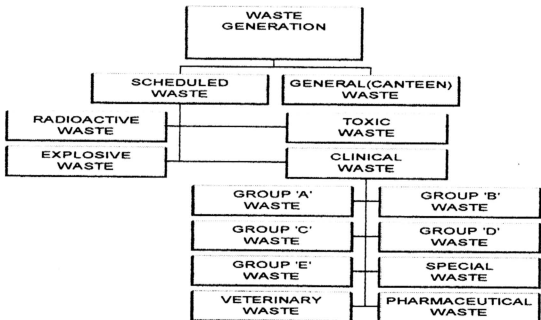 WASTE
GENERATION
SCHEDULED
WASTE
GENERAL(CANTEEN)
WASTE
RADIOACTIVE
WASTE
TOXIC
WASTE
EXPLOSIVE
WASTE
CLINICAL
WASTE
GROUP 'A'
WASTE
GROUP 'B'
WASTE
GROUP 'C'
WASTE
GROUP 'D'
WASTE
GROUP 'E'
WASTE
SPECIAL
WASTE
VETERINARY
WASTE
PHARMACEUTICAL
WASTE